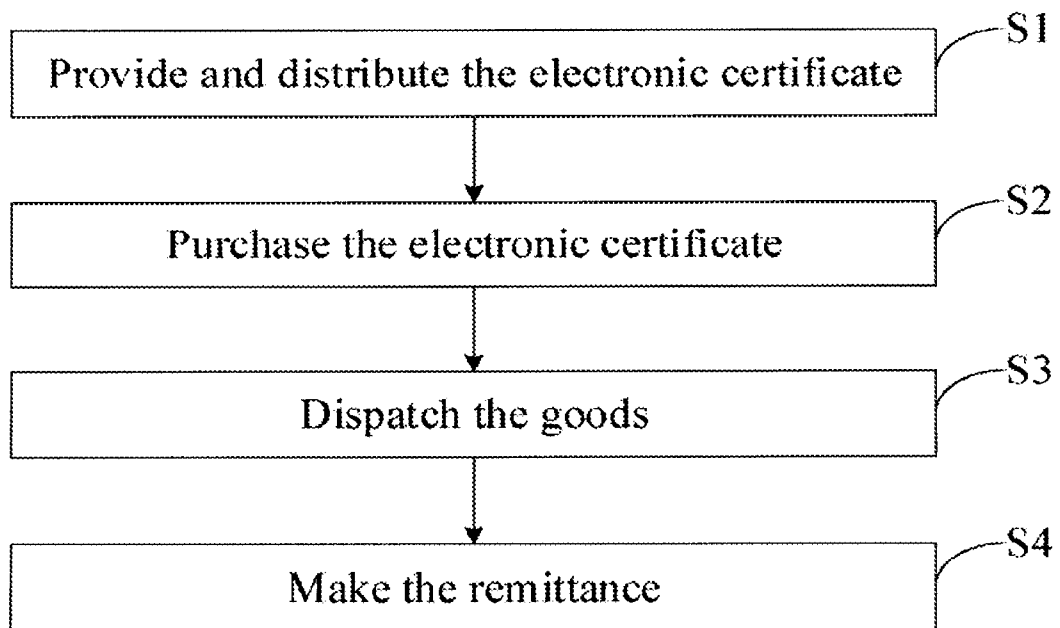 S1
Provide and distribute the electronic certificate
S2
Purchase the electronic certificate
S3
Dispatch the goods
S4
Make the remittance